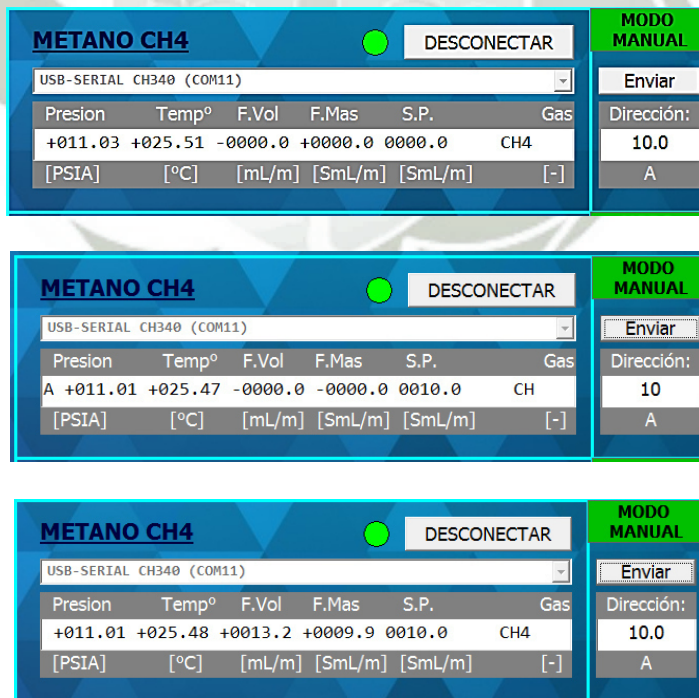 METANO CH4 DESCONECTAR MODO MANUAL
USB-SERIAL CH340 (COM11) Enviar
Presion Tempº F.Vol F.Mas S.P. Gas Dirección:
+011.03 +025.51 -0000.0 +0000.0 0000.0 CH4 10.0
[PSIA] [ºC] [mL/m] [SmL/m] [SmL/m] [-] A
METANO CH4 DESCONECTAR MODO MANUAL
USB-SERIAL CH340 (COM11) Enviar
Presion Tempº F.Vol F.Mas S.P. Gas Dirección:
A +011.01 +025.47 -0000.0 -0000.0 0010.0 CH 10
[PSIA] [ºC] [mL/m] [SmL/m] [SmL/m] [-] A
METANO CH4 DESCONECTAR MODO MANUAL
USB-SERIAL CH340 (COM11) Enviar
Presion Tempº F.Vol F.Mas S.P. Gas Dirección:
+011.01 +025.48 +0013.2 +0009.9 0010.0 CH4 10.0
[PSIA] [ºC] [mL/m] [SmL/m] [SmL/m] [-] A